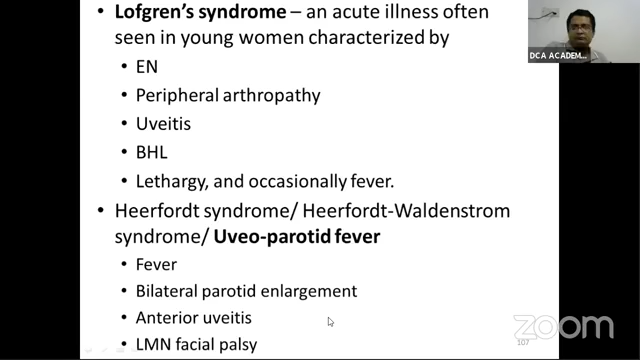 • Lofgren's syndrome – an acute illness often
seen in young women characterized by
• EN
• Peripheral arthropathy
• Uveitis
• BHL
• Lethargy, and occasionally fever.
• Heerfordt syndrome/ Heerfordt-Waldenstrom
syndrome/ Uveo-parotid fever
• Fever
• Bilateral parotid enlargement
• Anterior uveitis
• LMN facial palsy
DCA ACADEM...
zoom
107